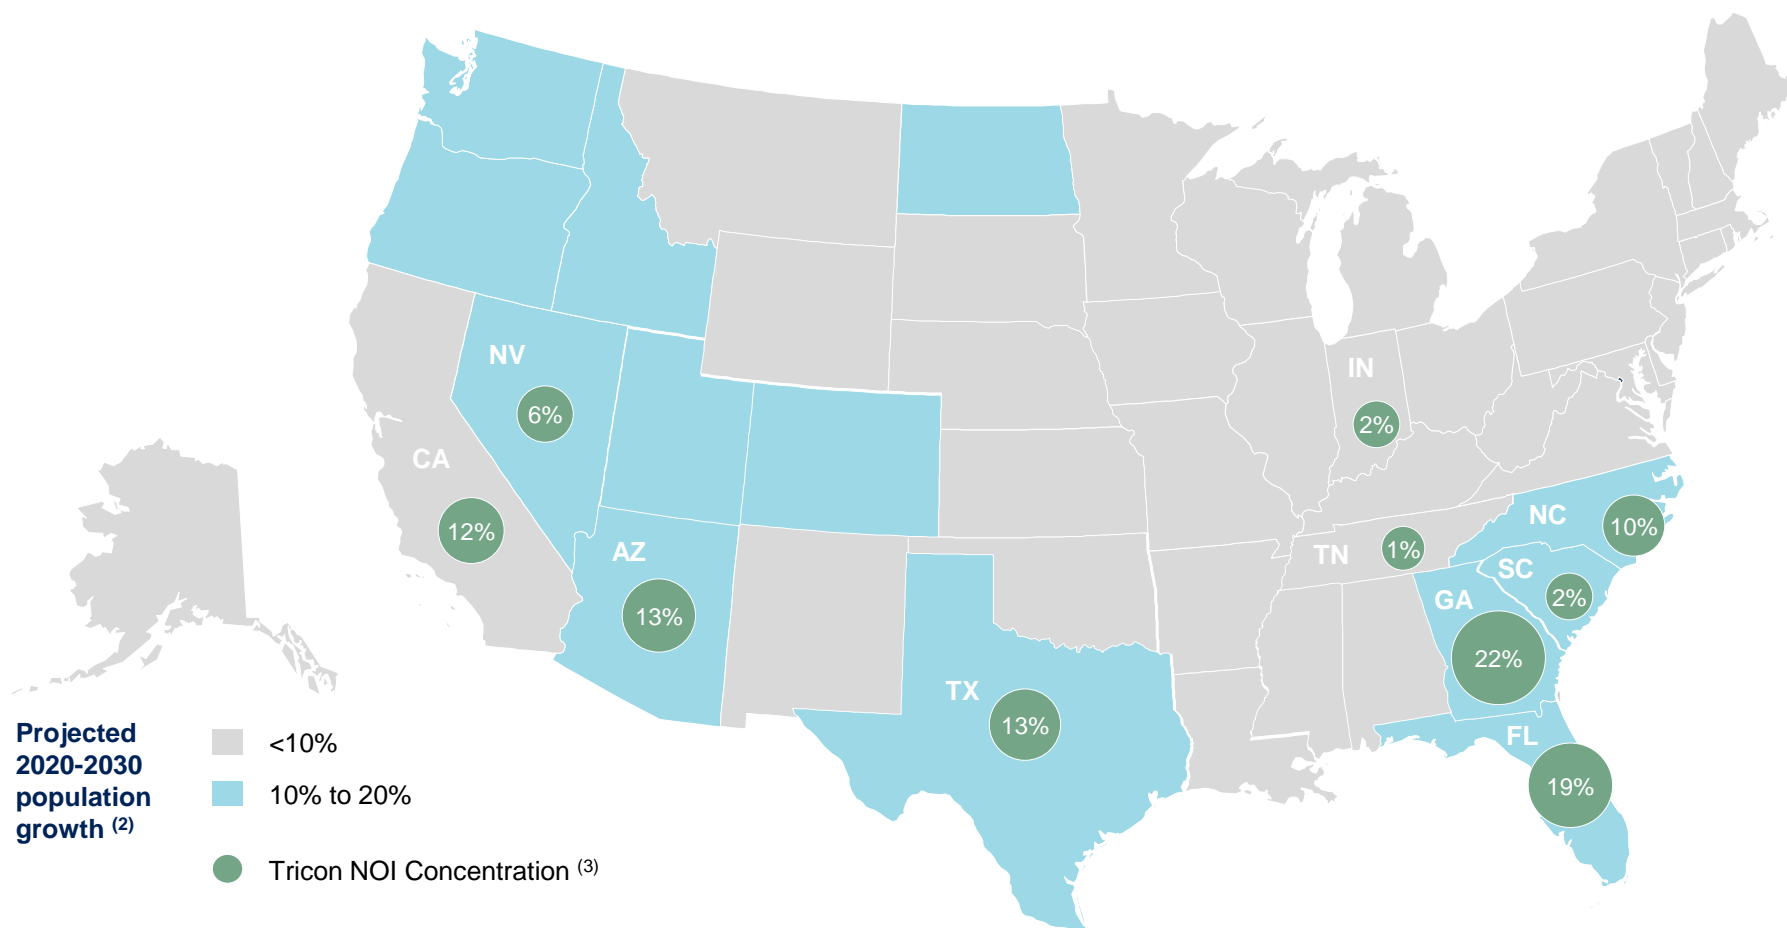 NV
6%
IN
2%
CA
12%
AZ
13%
NC
10%
TN
1%
SC
2%
GA
22%
TX
13%
FL
19%
Projected
2020-2030
population
growth (2)
<10%
10% to 20%
Tricon NOI Concentration (3)